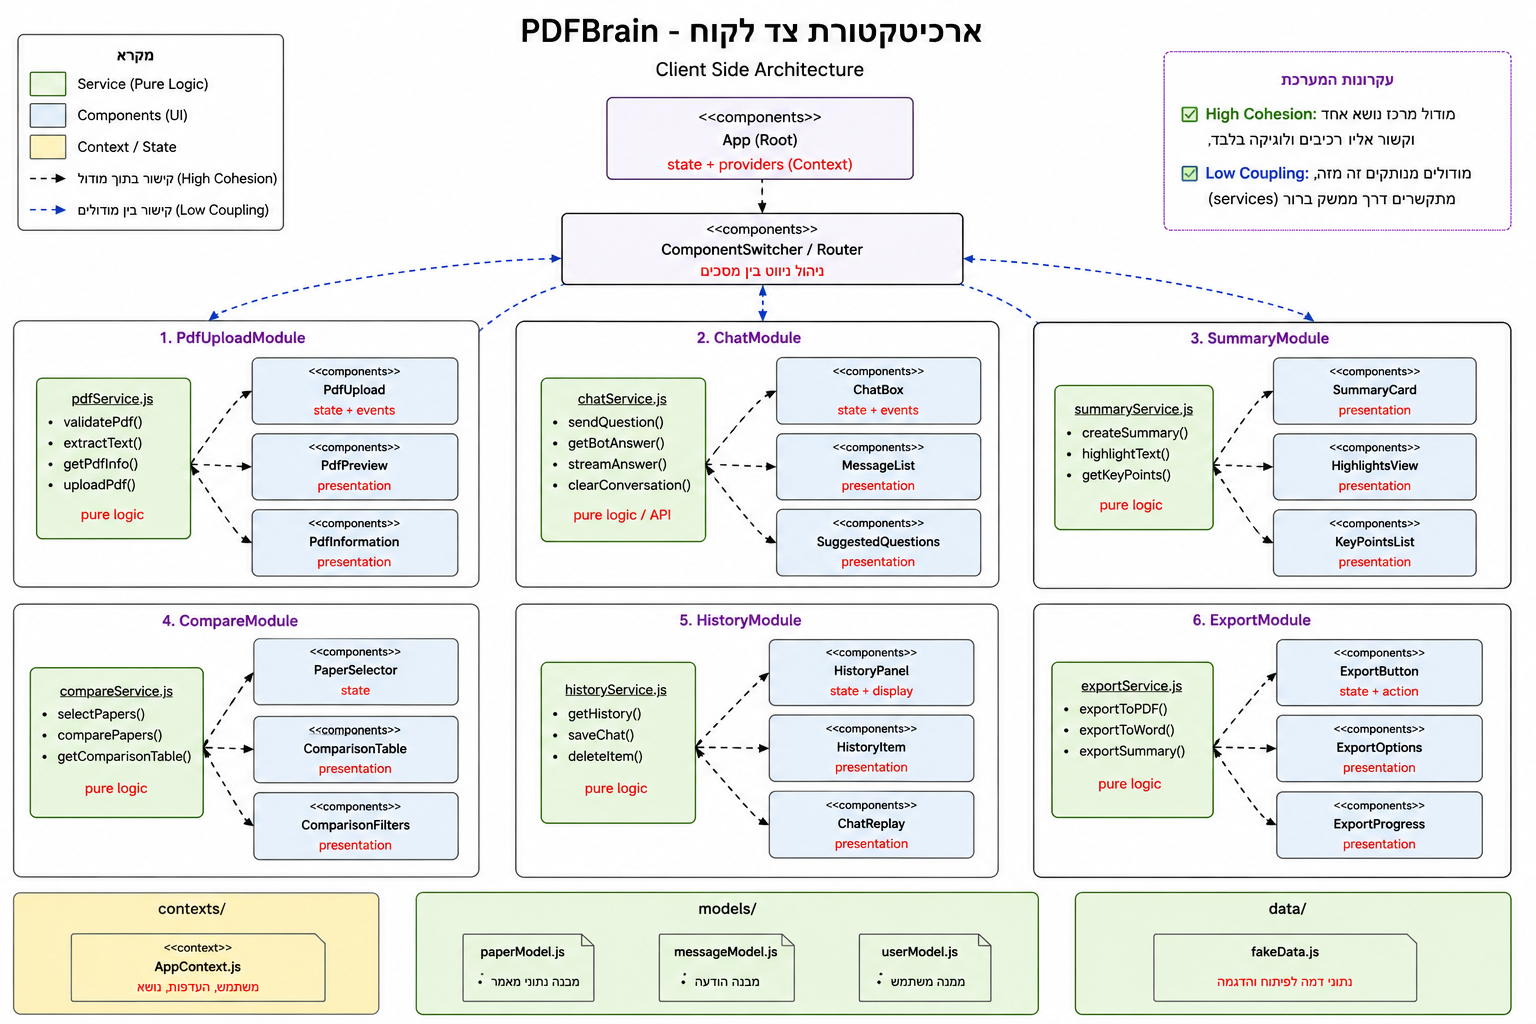 PDFBrain - ארכיטקטורת צד לקוח
Client Side Architecture
מקרא
Service (Pure Logic)
Components (UI)
Context / State
קישור בתוך מודול (High Cohesion)
קישור בין מודולים (Low Coupling)
<<components>>
App (Root)
state + providers (Context)
עקרונות המערכת
High Cohesion: מודול מרכז נושא אחד
וקשור אליו רכיבים ולוגיקה בלבד,
Low Coupling: מודולים מנותקים זה מזה,
מתקשרים דרך ממשק ברור (services)
<<components>>
ComponentSwitcher / Router
ניהול ניווט בין מסכים
1. PdfUploadModule
pdfService.js
• validatePdf()
• extractText()
• getPdfInfo()
• uploadPdf()
pure logic
<<components>>
PdfUpload
state + events
<<components>>
PdfPreview
presentation
<<components>>
PdfInformation
presentation
2. ChatModule
chatService.js
• sendQuestion()
• getBotAnswer()
• streamAnswer()
• clearConversation()
pure logic / API
<<components>>
ChatBox
state + events
<<components>>
MessageList
presentation
<<components>>
SuggestedQuestions
presentation
3. SummaryModule
summaryService.js
• createSummary()
• highlightText()
• getKeyPoints()
pure logic
<<components>>
SummaryCard
presentation
<<components>>
HighlightsView
presentation
<<components>>
KeyPointsList
presentation
4. CompareModule
compareService.js
• selectPapers()
• comparePapers()
• getComparisonTable()
pure logic
<<components>>
PaperSelector
state
<<components>>
ComparisonTable
presentation
<<components>>
ComparisonFilters
presentation
5. HistoryModule
historyService.js
• getHistory()
• saveChat()
• deleteItem()
pure logic
<<components>>
HistoryPanel
state + display
<<components>>
HistoryItem
presentation
<<components>>
ChatReplay
presentation
6. ExportModule
exportService.js
• exportToPDF()
• exportToWord()
• exportSummary()
pure logic
<<components>>
ExportButton
state + action
<<components>>
ExportOptions
presentation
<<components>>
ExportProgress
presentation
contexts/
<<context>>
AppContext.js
משתמש, העדפות, נושא
models/
paperModel.js
• מבנה נתוני מאמר
messageModel.js
• מבנה הודעה
userModel.js
• ממנה משתמש
data/
fakeData.js
נתוני דמה לפיתוח והדגמה